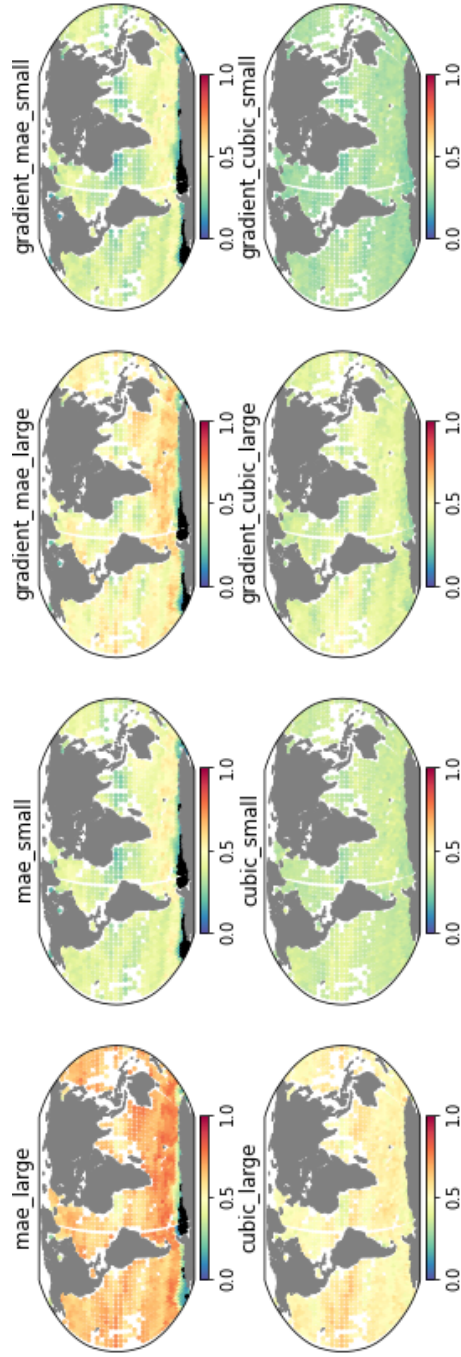 mae_large
mae_small
gradient_mae_large
gradient_mae_small
0.0 0.5 1.0
0.0 0.5 1.0
0.0 0.5 1.0
0.0 0.5 1.0
cubic_large
cubic_small
gradient_cubic_large
gradient_cubic_small
0.0 0.5 1.0
0.0 0.5 1.0
0.0 0.5 1.0
0.0 0.5 1.0